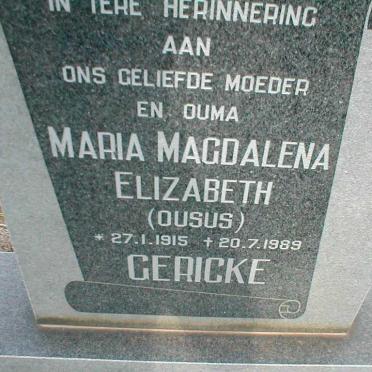 IN TERE HERINNERING
AAN
ONS GELIEFDE MOEDER
EN OUMA
MARIA MAGDALENA
ELIZABETH
(OUSUS)
* 27.1.1915 † 20.7.1989
GERICKE